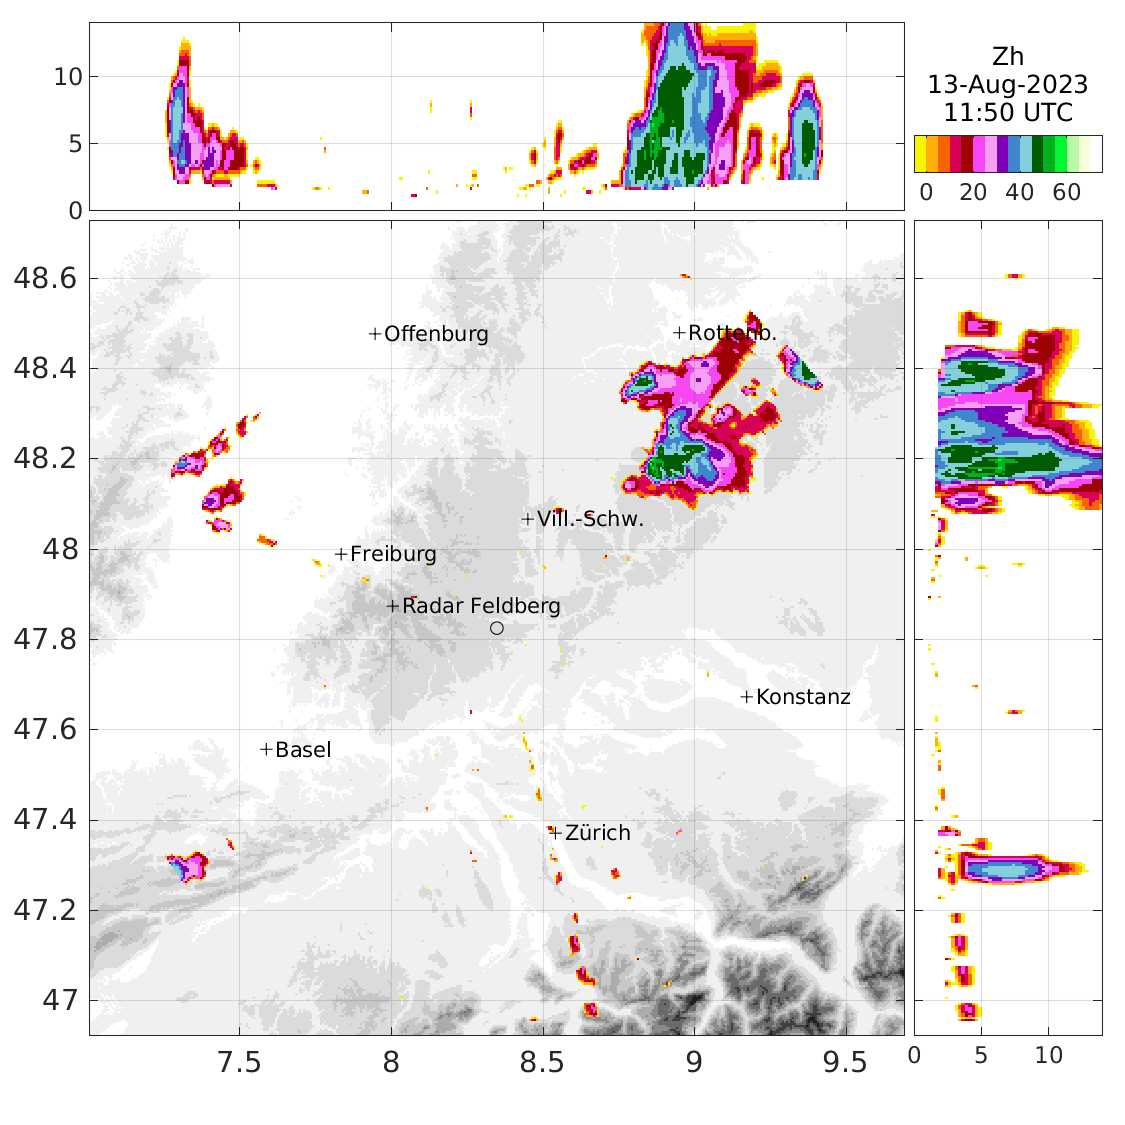 10
5
0
Zh
13-Aug-2023
11:50 UTC
0 20 40 60
48.6
48.4
48.2
48
47.8
47.6
47.4
47.2
47
Offenburg
Rottenb.
Vill.-Schw.
Freiburg
Radar Feldberg
Konstanz
Basel
Zürich
7.5 8 8.5 9 9.5
0 5 10